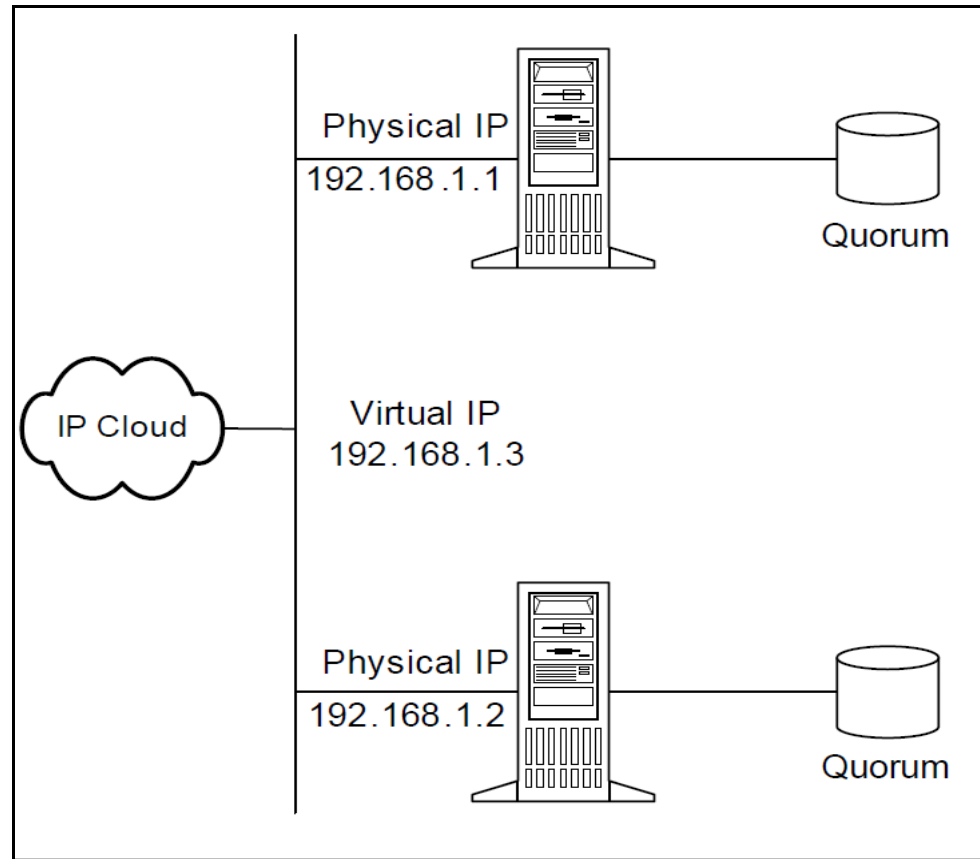 Physical IP
192.168.1.1
Quorum
IP Cloud
Virtual IP
192.168.1.3
Physical IP
192.168.1.2
Quorum